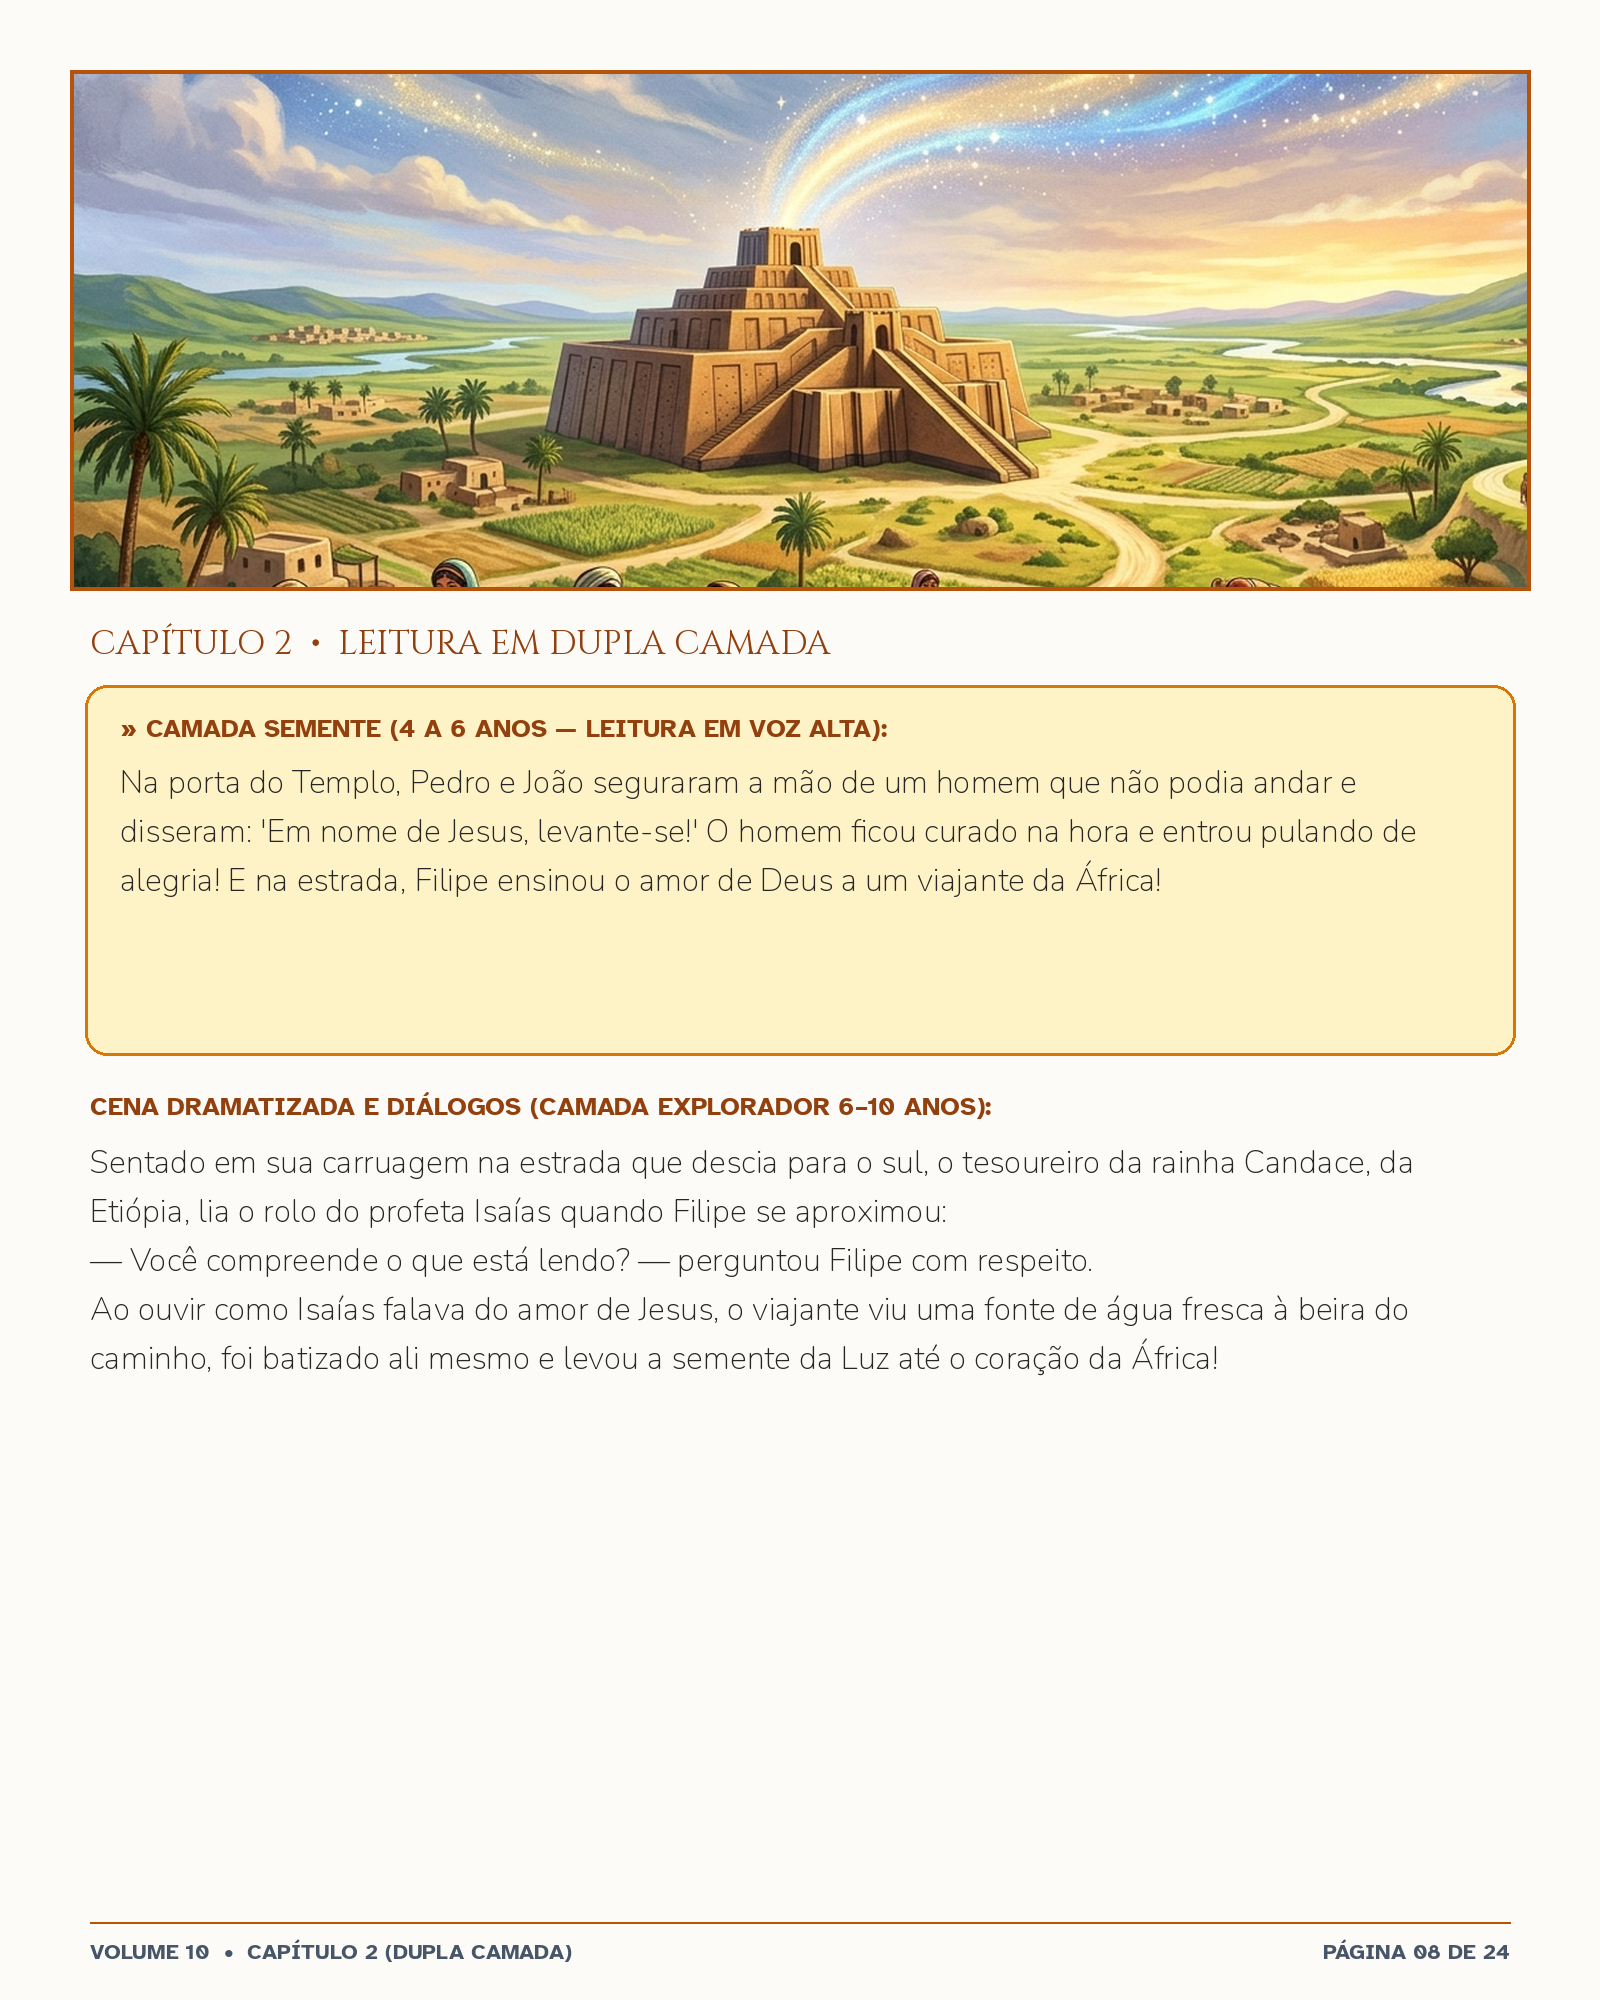 CAPÍTULO 2 • LEITURA EM DUPLA CAMADA
» CAMADA SEMENTE (4 A 6 ANOS — LEITURA EM VOZ ALTA):
Na porta do Templo, Pedro e João seguraram a mão de um homem que não podia andar e
disseram: 'Em nome de Jesus, levante-se!' O homem ficou curado na hora e entrou pulando de
alegria! E na estrada, Filipe ensinou o amor de Deus a um viajante da África!
CENA DRAMATIZADA E DIÁLOGOS (CAMADA EXPLORADOR 6–10 ANOS):
Sentado em sua carruagem na estrada que descia para o sul, o tesoureiro da rainha Candace, da
Etiópia, lia o rolo do profeta Isaías quando Filipe se aproximou:
— Você compreende o que está lendo? — perguntou Filipe com respeito.
Ao ouvir como Isaías falava do amor de Jesus, o viajante viu uma fonte de água fresca à beira do
caminho, foi batizado ali mesmo e levou a semente da Luz até o coração da África!
VOLUME 10 • CAPÍTULO 2 (DUPLA CAMADA)
PÁGINA 08 DE 24